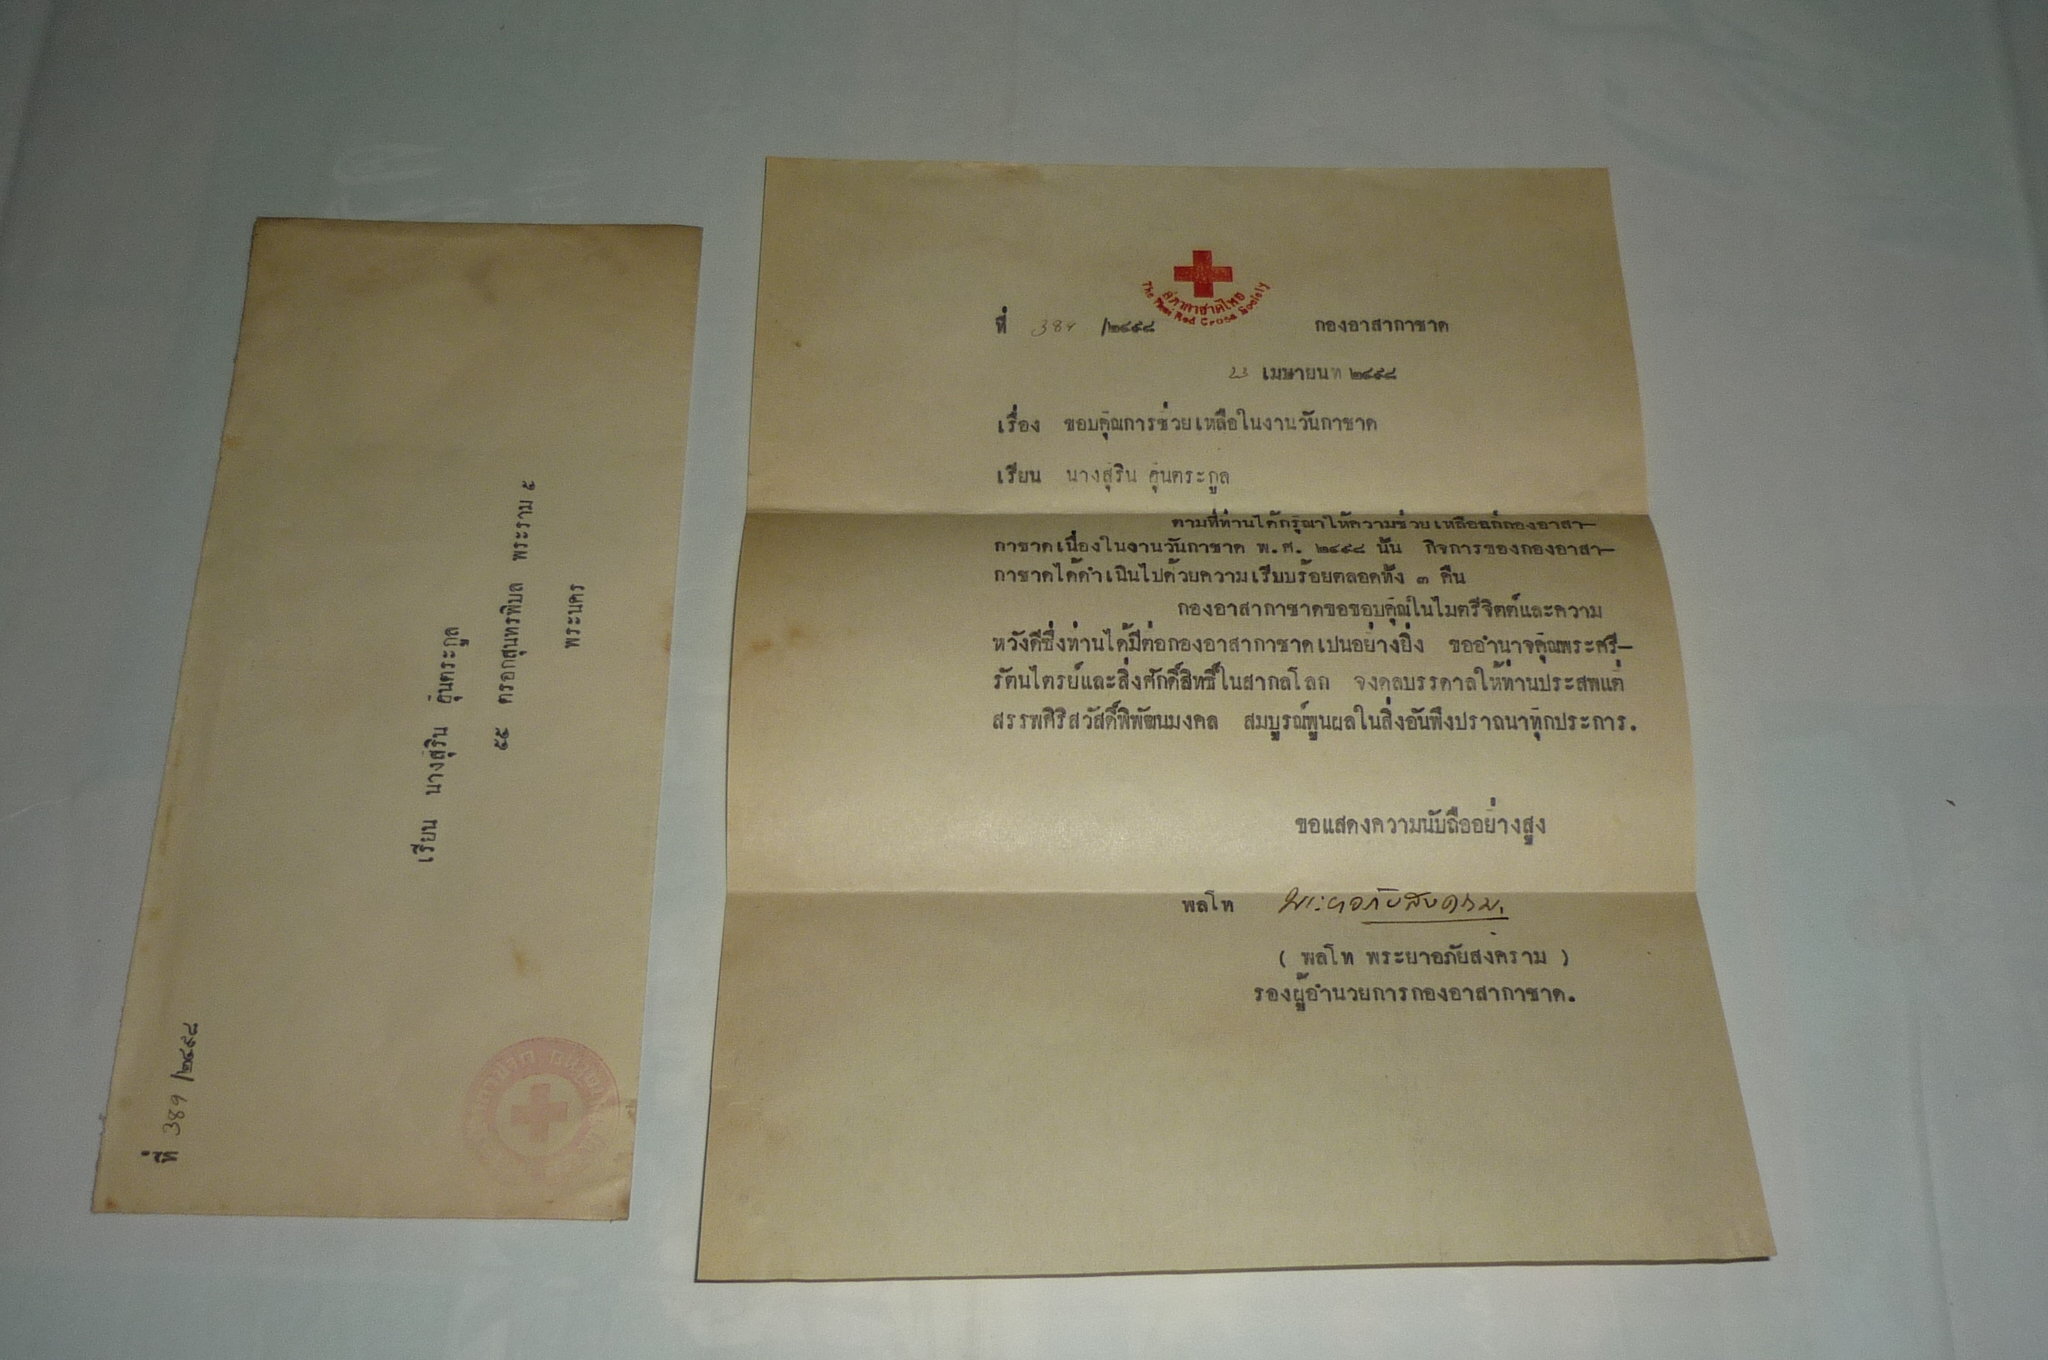 ที่ 389 /๒๔๙๘
เรียน นางสุริน อุ้นตระกูล
๕๕ ตรอกสุนทรพิบล พระราม ๕
พระนคร
สภากาชาดไทย
The Thai Red Cross Society
ที่ 389 /๒๔๙๘ กองอาสากาชาด
23 เมษายน ๒๔๙๘
เรื่อง ขอบคุณการช่วยเหลือในงานวันกาชาด
เรียน นางสุริน อุ้นตระกูล
ตามที่ท่านได้กรุณาให้ความช่วยเหลือแก่กองอาสา–
กาชาดเนื่องในงานวันกาชาด พ.ศ. ๒๔๙๘ นั้น กิจการของกองอาสา–
กาชาดได้ดำเนินไปด้วยความเรียบร้อยตลอดทั้ง ๓ คืน
กองอาสากาชาดขอขอบคุณในไมตรีจิตต์และความ
หวังดีซึ่งท่านได้มีต่อกองอาสากาชาดเปนอย่างยิ่ง ขออำนาจคุณพระศรี–
รัตนไตรย์และสิ่งศักดิ์สิทธิ์ในสากลโลก จงดลบรรดาลให้ท่านประสพแต่
สรรพศิริสวัสดิ์พิพัฒนมงคล สมบูรณ์พูนผลในสิ่งอันพึงปราถนาทุกประการ.
ขอแสดงความนับถืออย่างสูง
พลโท พระยาอภัยสงคราม.
( พลโท พระยาอภัยสงคราม )
รองผู้อำนวยการกองอาสากาชาด.